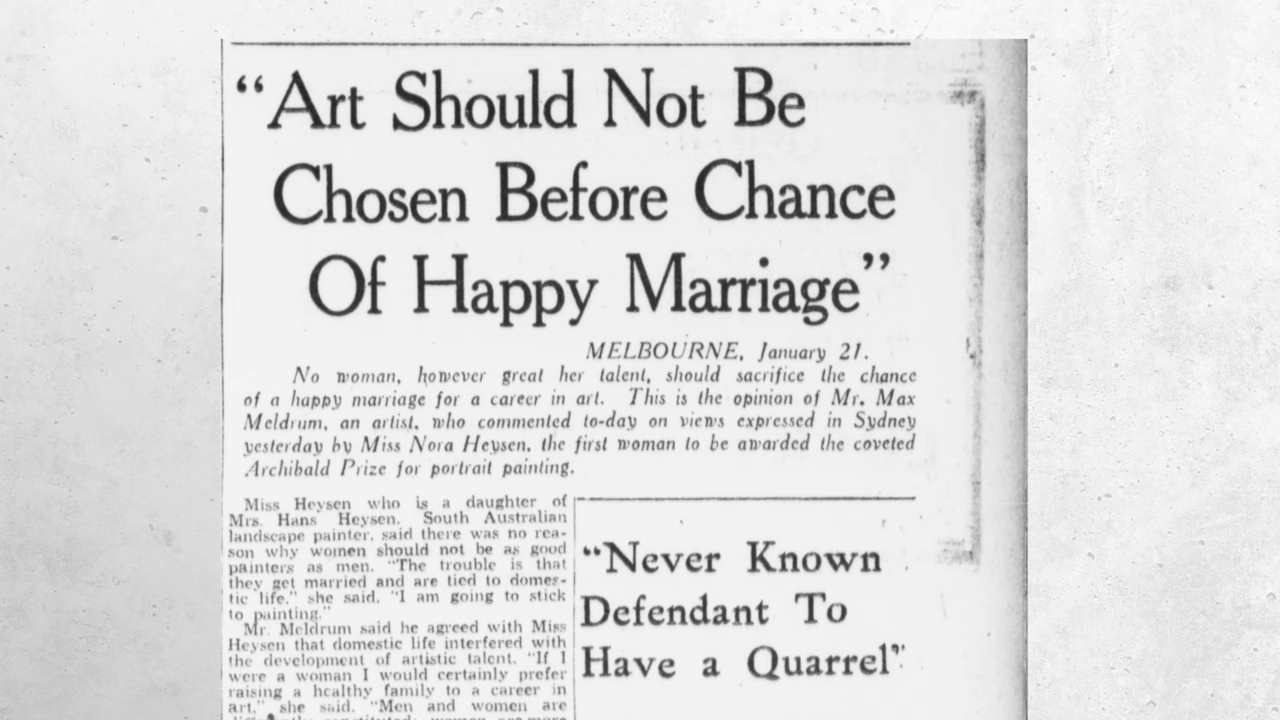 “Art Should Not Be
Chosen Before Chance
Of Happy Marriage”
MELBOURNE, January 21.
No woman, however great her talent, should sacrifice the chance
of a happy marriage for a career in art. This is the opinion of Mr. Max
Meldrum, an artist, who commented to-day on views expressed in Sydney
yesterday by Miss Nora Heysen, the first woman to be awarded the coveted
Archibald Prize for portrait painting.
Miss Heysen who is a daughter of
Mrs. Hans Heysen. South Australian
landscape painter, said there was no rea-
son why women should not be as good
painters as men. “The trouble is that
they get married and are tied to domes-
tic life,” she said. “I am going to stick
to painting.”
Mr. Meldrum said he agreed with Miss
Heysen that domestic life interfered with
the development of artistic talent. “If I
were a woman I would certainly prefer
raising a healthy family to a career in
art,” she said. “Men and women are
“Never Known
Defendant To
Have a Quarrel”